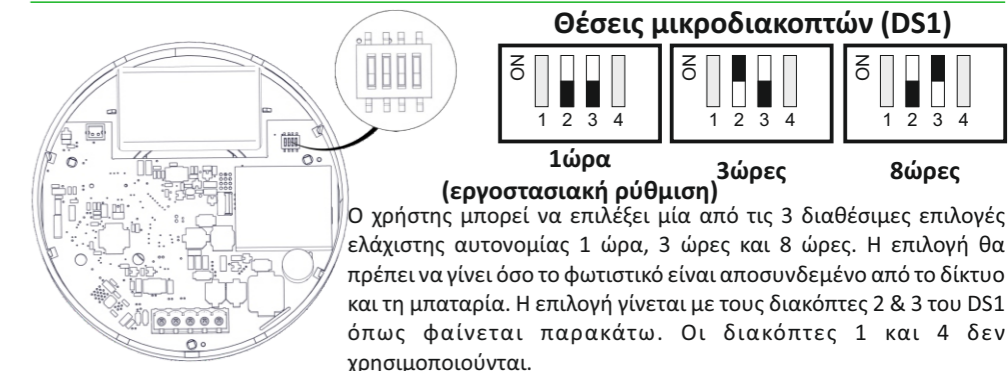 Θέσεις μικροδιακοπτών (DS1)
ON
1 2 3 4
ON
1 2 3 4
ON
1 2 3 4
1ώρα
(εργοστασιακή ρύθμιση)
3ώρες
8ώρες
Ο χρήστης μπορεί να επιλέξει μία από τις 3 διαθέσιμες επιλογές
ελάχιστης αυτονομίας 1 ώρα, 3 ώρες και 8 ώρες. Η επιλογή θα
πρέπει να γίνει όσο το φωτιστικό είναι αποσυνδεμένο από το δίκτυο
και τη μπαταρία. Η επιλογή γίνεται με τους διακόπτες 2 & 3 του DS1
όπως φαίνεται παρακάτω. Οι διακόπτες 1 και 4 δεν
χρησιμοποιούνται.